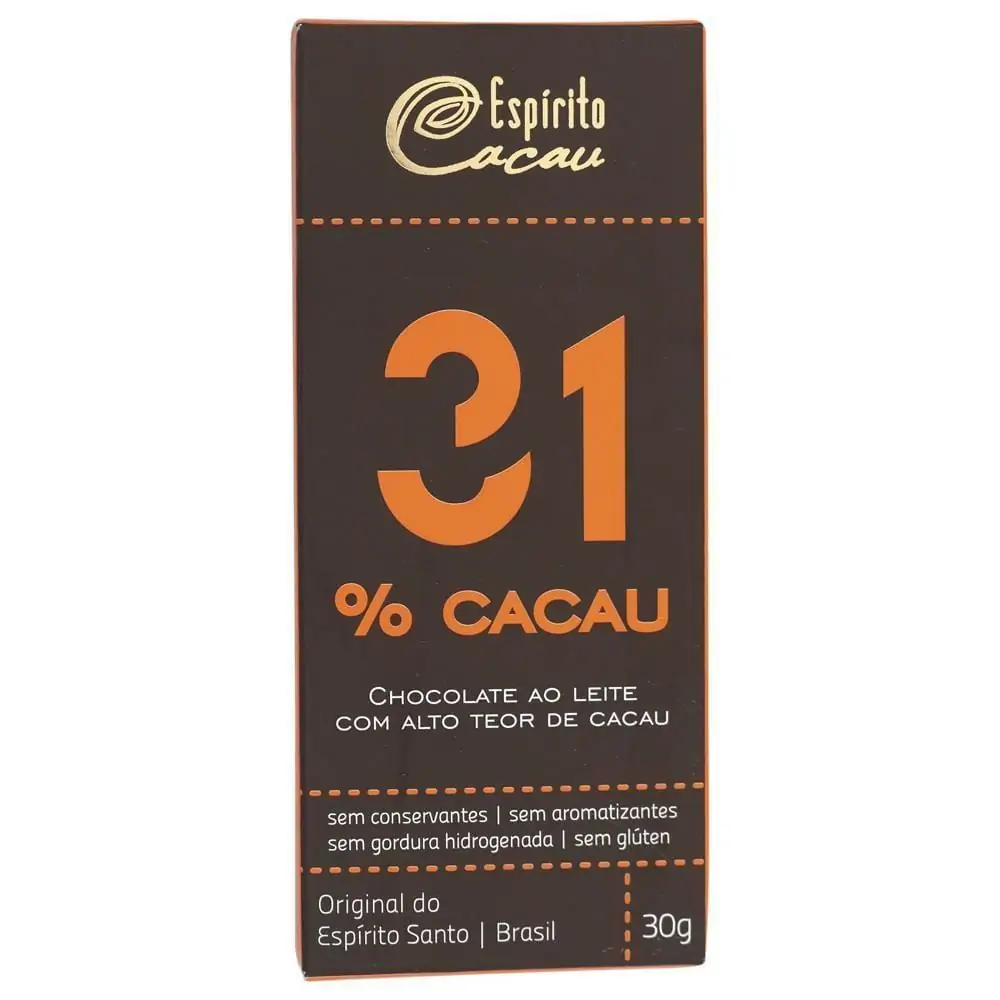 Espírito
Cacau
31
% CACAU
CHOCOLATE AO LEITE
COM ALTO TEOR DE CACAU
sem conservantes | sem aromatizantes
sem gordura hidrogenada | sem glúten
Original do
Espírito Santo | Brasil
30g